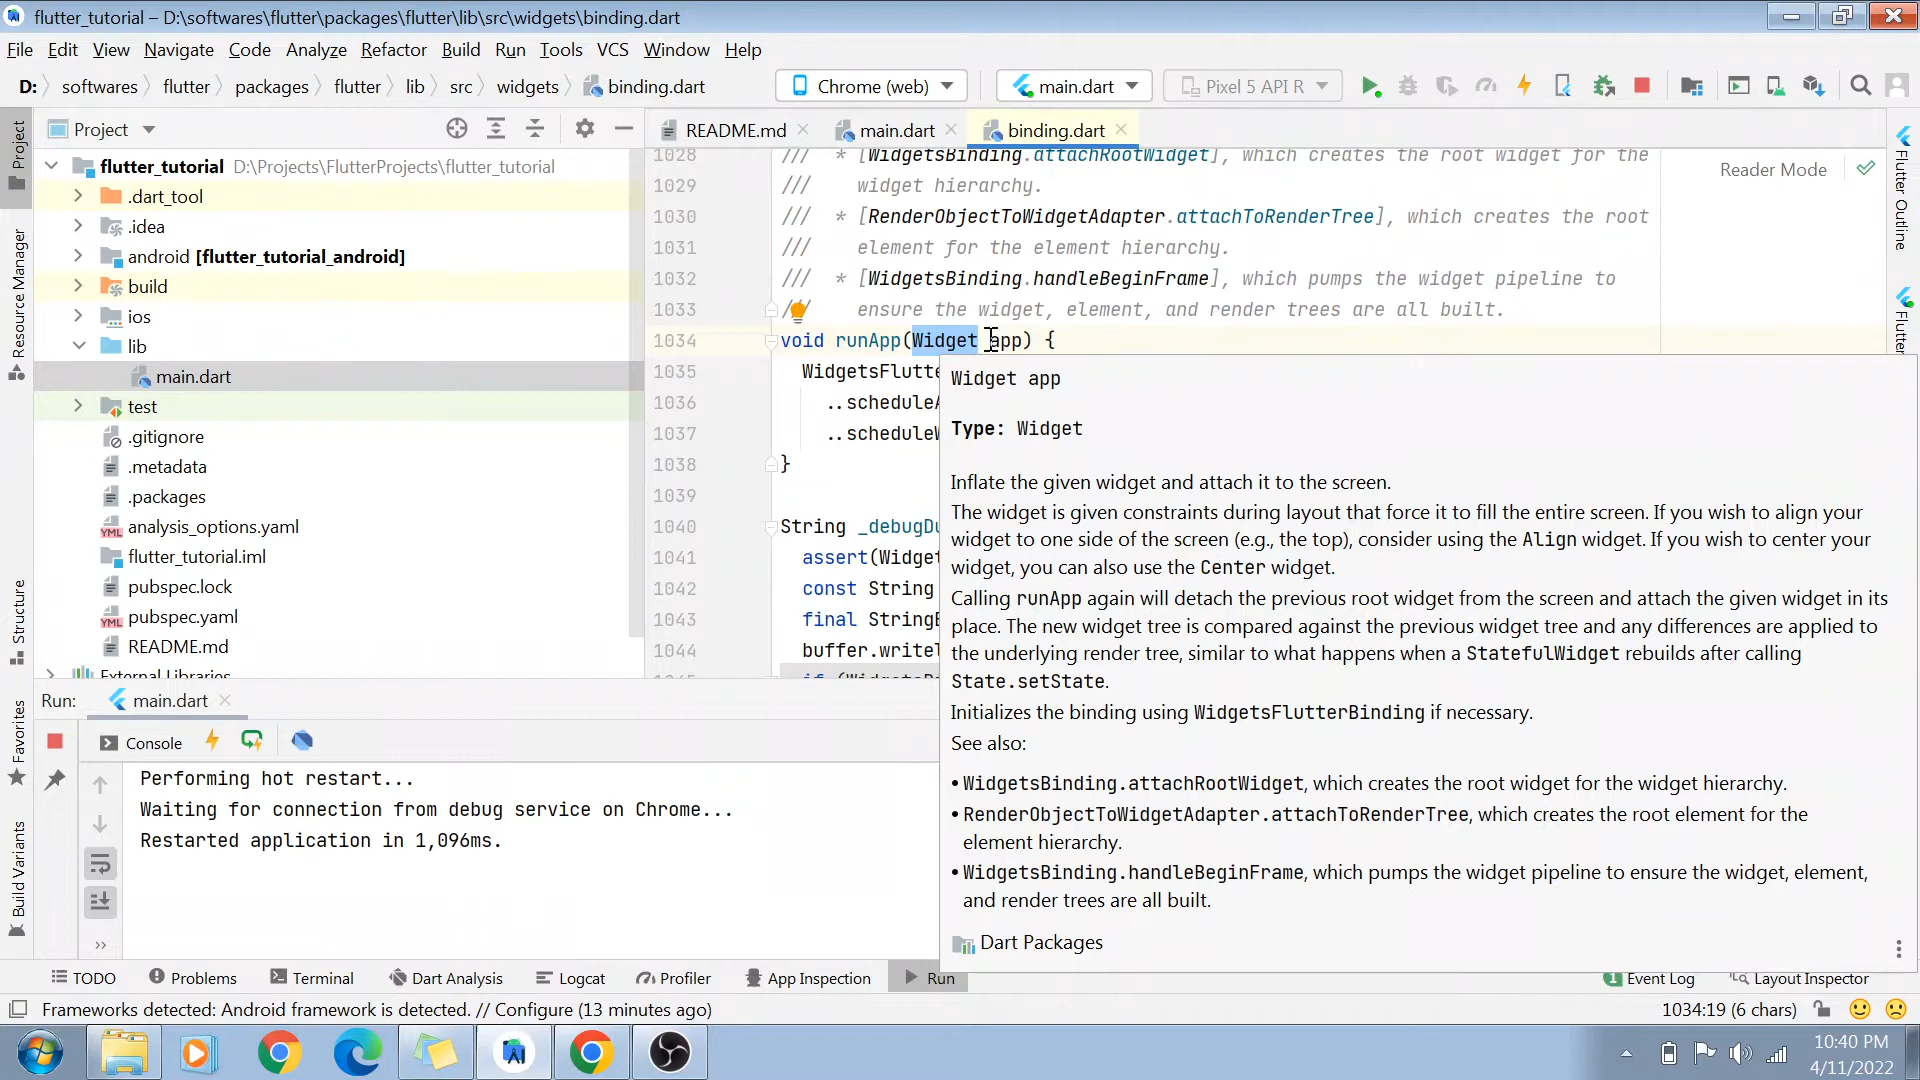 flutter_tutorial – D:\softwares\flutter\packages\flutter\lib\src\widgets\binding.dart
File Edit View Navigate Code Analyze Refactor Build Run Tools VCS Window Help
D: softwares flutter packages flutter lib src widgets binding.dart Chrome (web) main.dart Pixel 5 API R
Project
README.md main.dart binding.dart
Project
Resource Manager
Structure
Favorites
Build Variants
flutter_tutorial D:\Projects\FlutterProjects\flutter_tutorial
.dart_tool
.idea
android [flutter_tutorial_android]
build
ios
lib
main.dart
test
.gitignore
.metadata
.packages
analysis_options.yaml
flutter_tutorial.iml
pubspec.lock
pubspec.yaml
README.md
External Libraries
Reader Mode
Flutter Outline
1028 /// * [WidgetsBinding.attachRootWidget], which creates the root widget for the
1029 /// widget hierarchy.
1030 /// * [RenderObjectToWidgetAdapter.attachToRenderTree], which creates the root
1031 /// element for the element hierarchy.
1032 /// * [WidgetsBinding.handleBeginFrame], which pumps the widget pipeline to
1033 /// ensure the widget, element, and render trees are all built.
1034 void runApp(Widget app) {
1035 WidgetsFlutte
1036 ..schedule
1037 ..schedule
1038 }
1039
1040 String _debugDu
1041 assert(Widget
1042 const String
1043 final String
1044 buffer.write
Widget app
Type: Widget
Inflate the given widget and attach it to the screen.
The widget is given constraints during layout that force it to fill the entire screen. If you wish to align your
widget to one side of the screen (e.g., the top), consider using the Align widget. If you wish to center your
widget, you can also use the Center widget.
Calling runApp again will detach the previous root widget from the screen and attach the given widget in its
place. The new widget tree is compared against the previous widget tree and any differences are applied to
the underlying render tree, similar to what happens when a StatefulWidget rebuilds after calling
State.setState.
Initializes the binding using WidgetsFlutterBinding if necessary.
See also:
• WidgetsBinding.attachRootWidget, which creates the root widget for the widget hierarchy.
• RenderObjectToWidgetAdapter.attachToRenderTree, which creates the root element for the
element hierarchy.
• WidgetsBinding.handleBeginFrame, which pumps the widget pipeline to ensure the widget, element,
and render trees are all built.
Dart Packages
Run: main.dart
Console
Performing hot restart...
Waiting for connection from debug service on Chrome...
Restarted application in 1,096ms.
TODO Problems Terminal Dart Analysis Logcat Profiler App Inspection Run 1 Event Log Layout Inspector
Frameworks detected: Android framework is detected. // Configure (13 minutes ago) 1034:19 (6 chars)
10:40 PM
4/11/2022